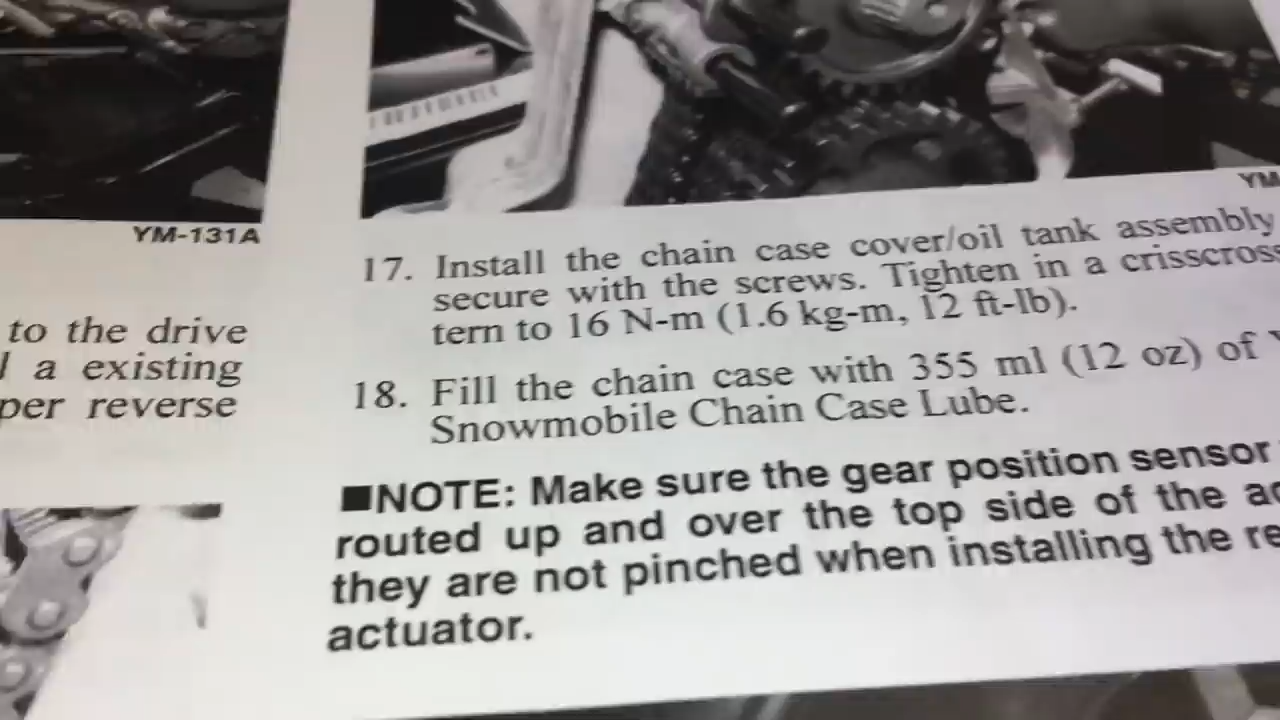 YM-131A
to the drive
a existing
per reverse
YM
17. Install the chain case cover/oil tank assembly
secure with the screws. Tighten in a crisscross
tern to 16 N-m (1.6 kg-m, 12 ft-lb).
18. Fill the chain case with 355 ml (12 oz) of
Snowmobile Chain Case Lube.
■NOTE: Make sure the gear position sensor
routed up and over the top side of the ac
they are not pinched when installing the re
actuator.